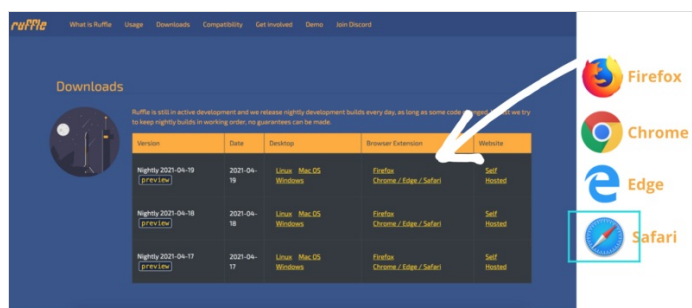 ruffle What is Ruffle Usage Downloads Compatibility Get involved Demo Join Discord
Downloads
Ruffle is still in active development and we release nightly development builds every day, as long as some code we try
to keep nightly builds in working order, no guarantees can be made.
Version Date Desktop Browser Extension Website
Nightly 2021-04-19 2021-04- Linux Mac OS Firefox Self
preview 19 Windows Chrome / Edge / Safari Hosted
Nightly 2021-04-18 2021-04- Linux Mac OS Firefox Self
preview 18 Windows Chrome / Edge / Safari Hosted
Nightly 2021-04-17 2021-04- Linux Mac OS Firefox Self
preview 17 Windows Chrome / Edge / Safari Hosted
Firefox
Chrome
Edge
Safari